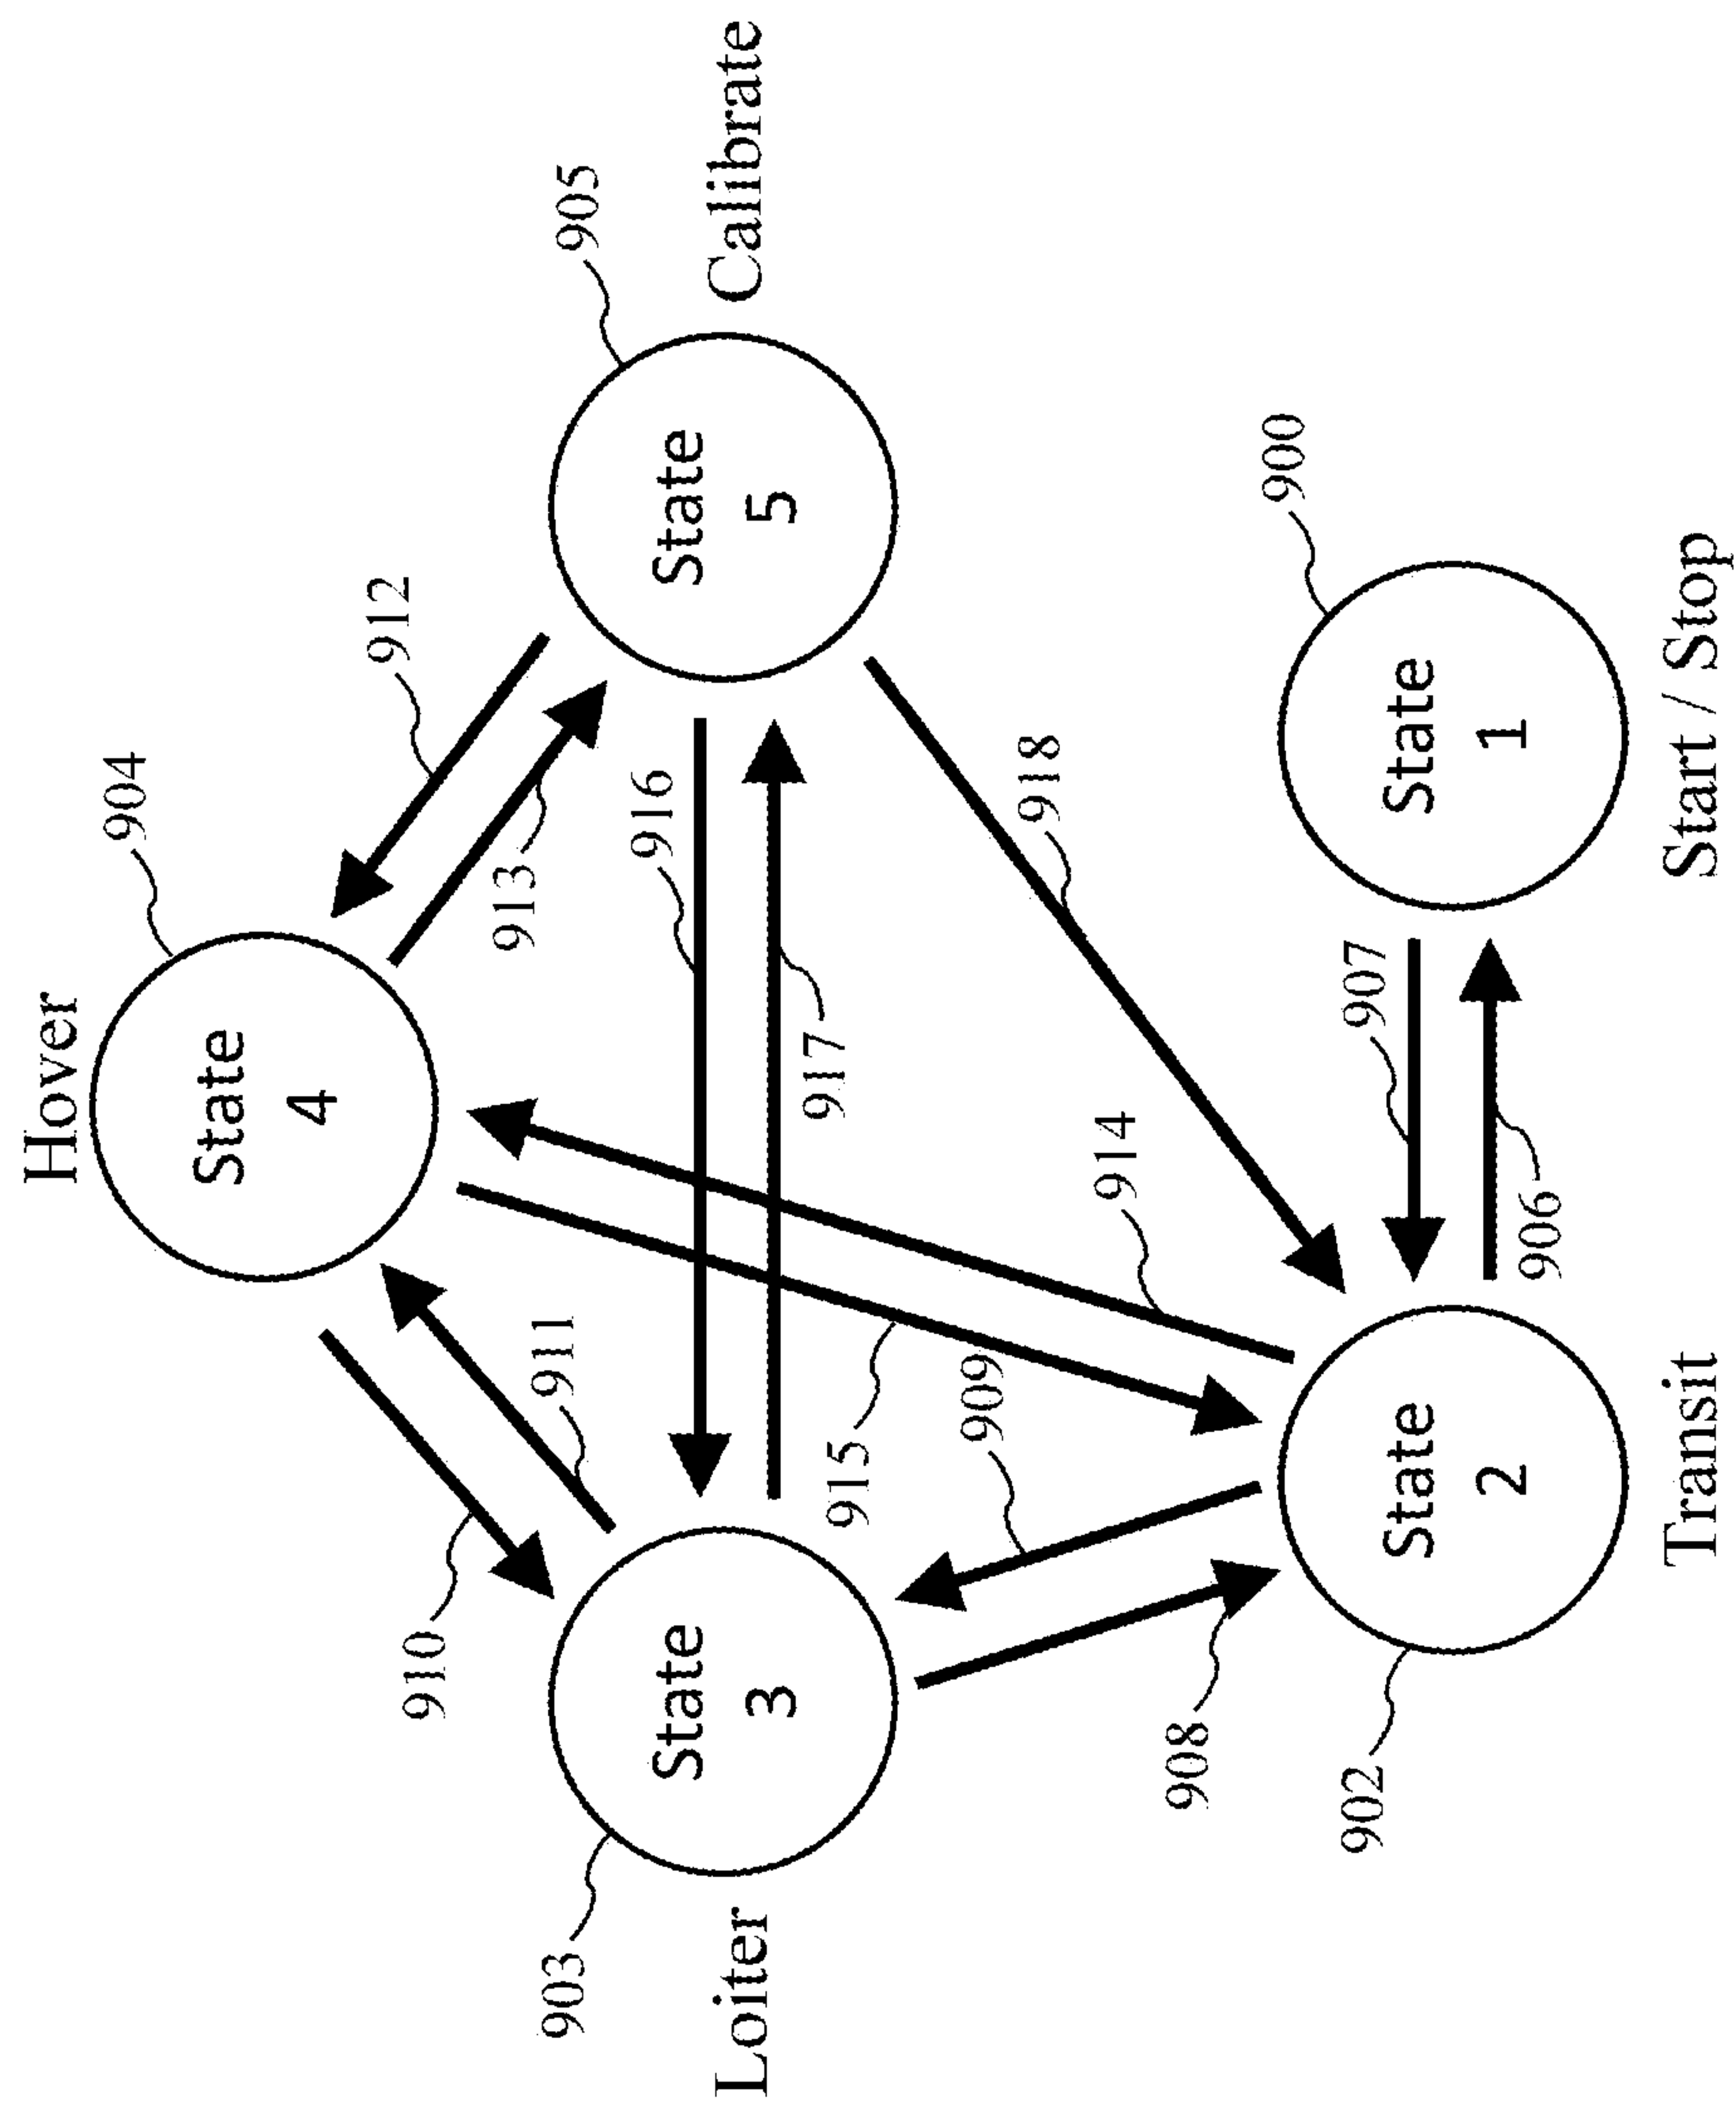 Hover
904
State
4
912
905
913
State
5
Calibrate
910
911
916
917
903
State
3
Loiter
915
914
918
909
908
907
906
900
902
State
2
Transit
State
1
Start / Stop